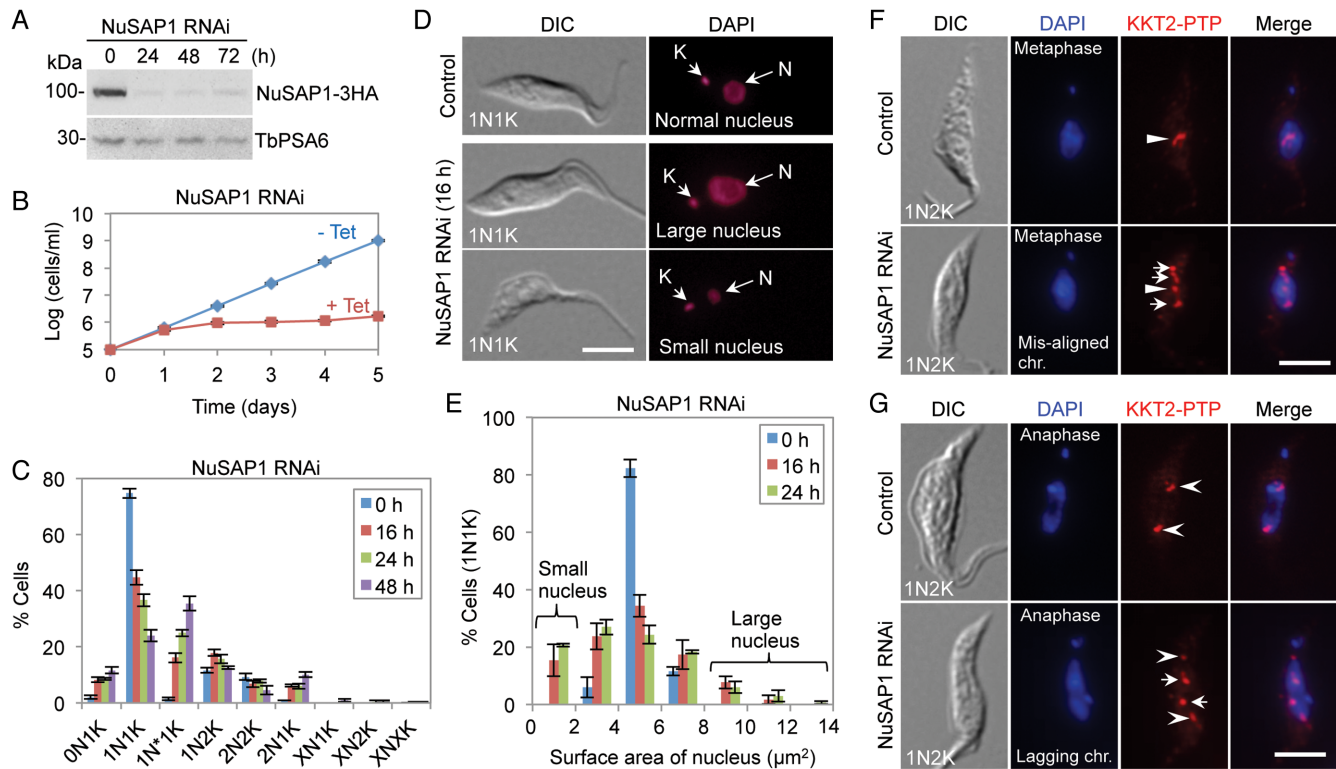 A
NuSAP1 RNAi
0 24 48 72 (h)
kDa
100- NuSAP1-3HA
30- TbPSA6
B
NuSAP1 RNAi
Log (cells/ml)
10
9
8
7
6
5
- Tet
+ Tet
0 1 2 3 4 5
Time (days)
C
NuSAP1 RNAi
% Cells
80
60
40
20
0
0 h
16 h
24 h
48 h
0N1K 1N1K 1N*1K 1N2K 2N2K 2N1K XN1K XN2K XNXK
D
DIC DAPI
Control
1N1K
K N
Normal nucleus
NuSAP1 RNAi (16 h)
1N1K
K N
Large nucleus
1N1K
K N
Small nucleus
E
NuSAP1 RNAi
% Cells (1N1K)
100
80
60
40
20
0
0 h
16 h
24 h
Small
nucleus
Large
nucleus
0 2 4 6 8 10 12 14
Surface area of nucleus (µm²)
F
DIC DAPI KKT2-PTP Merge
Control
1N2K
Metaphase
NuSAP1 RNAi
1N2K
Metaphase
Mis-aligned
chr.
G
DIC DAPI KKT2-PTP Merge
Control
1N2K
Anaphase
NuSAP1 RNAi
1N2K
Anaphase
Lagging chr.